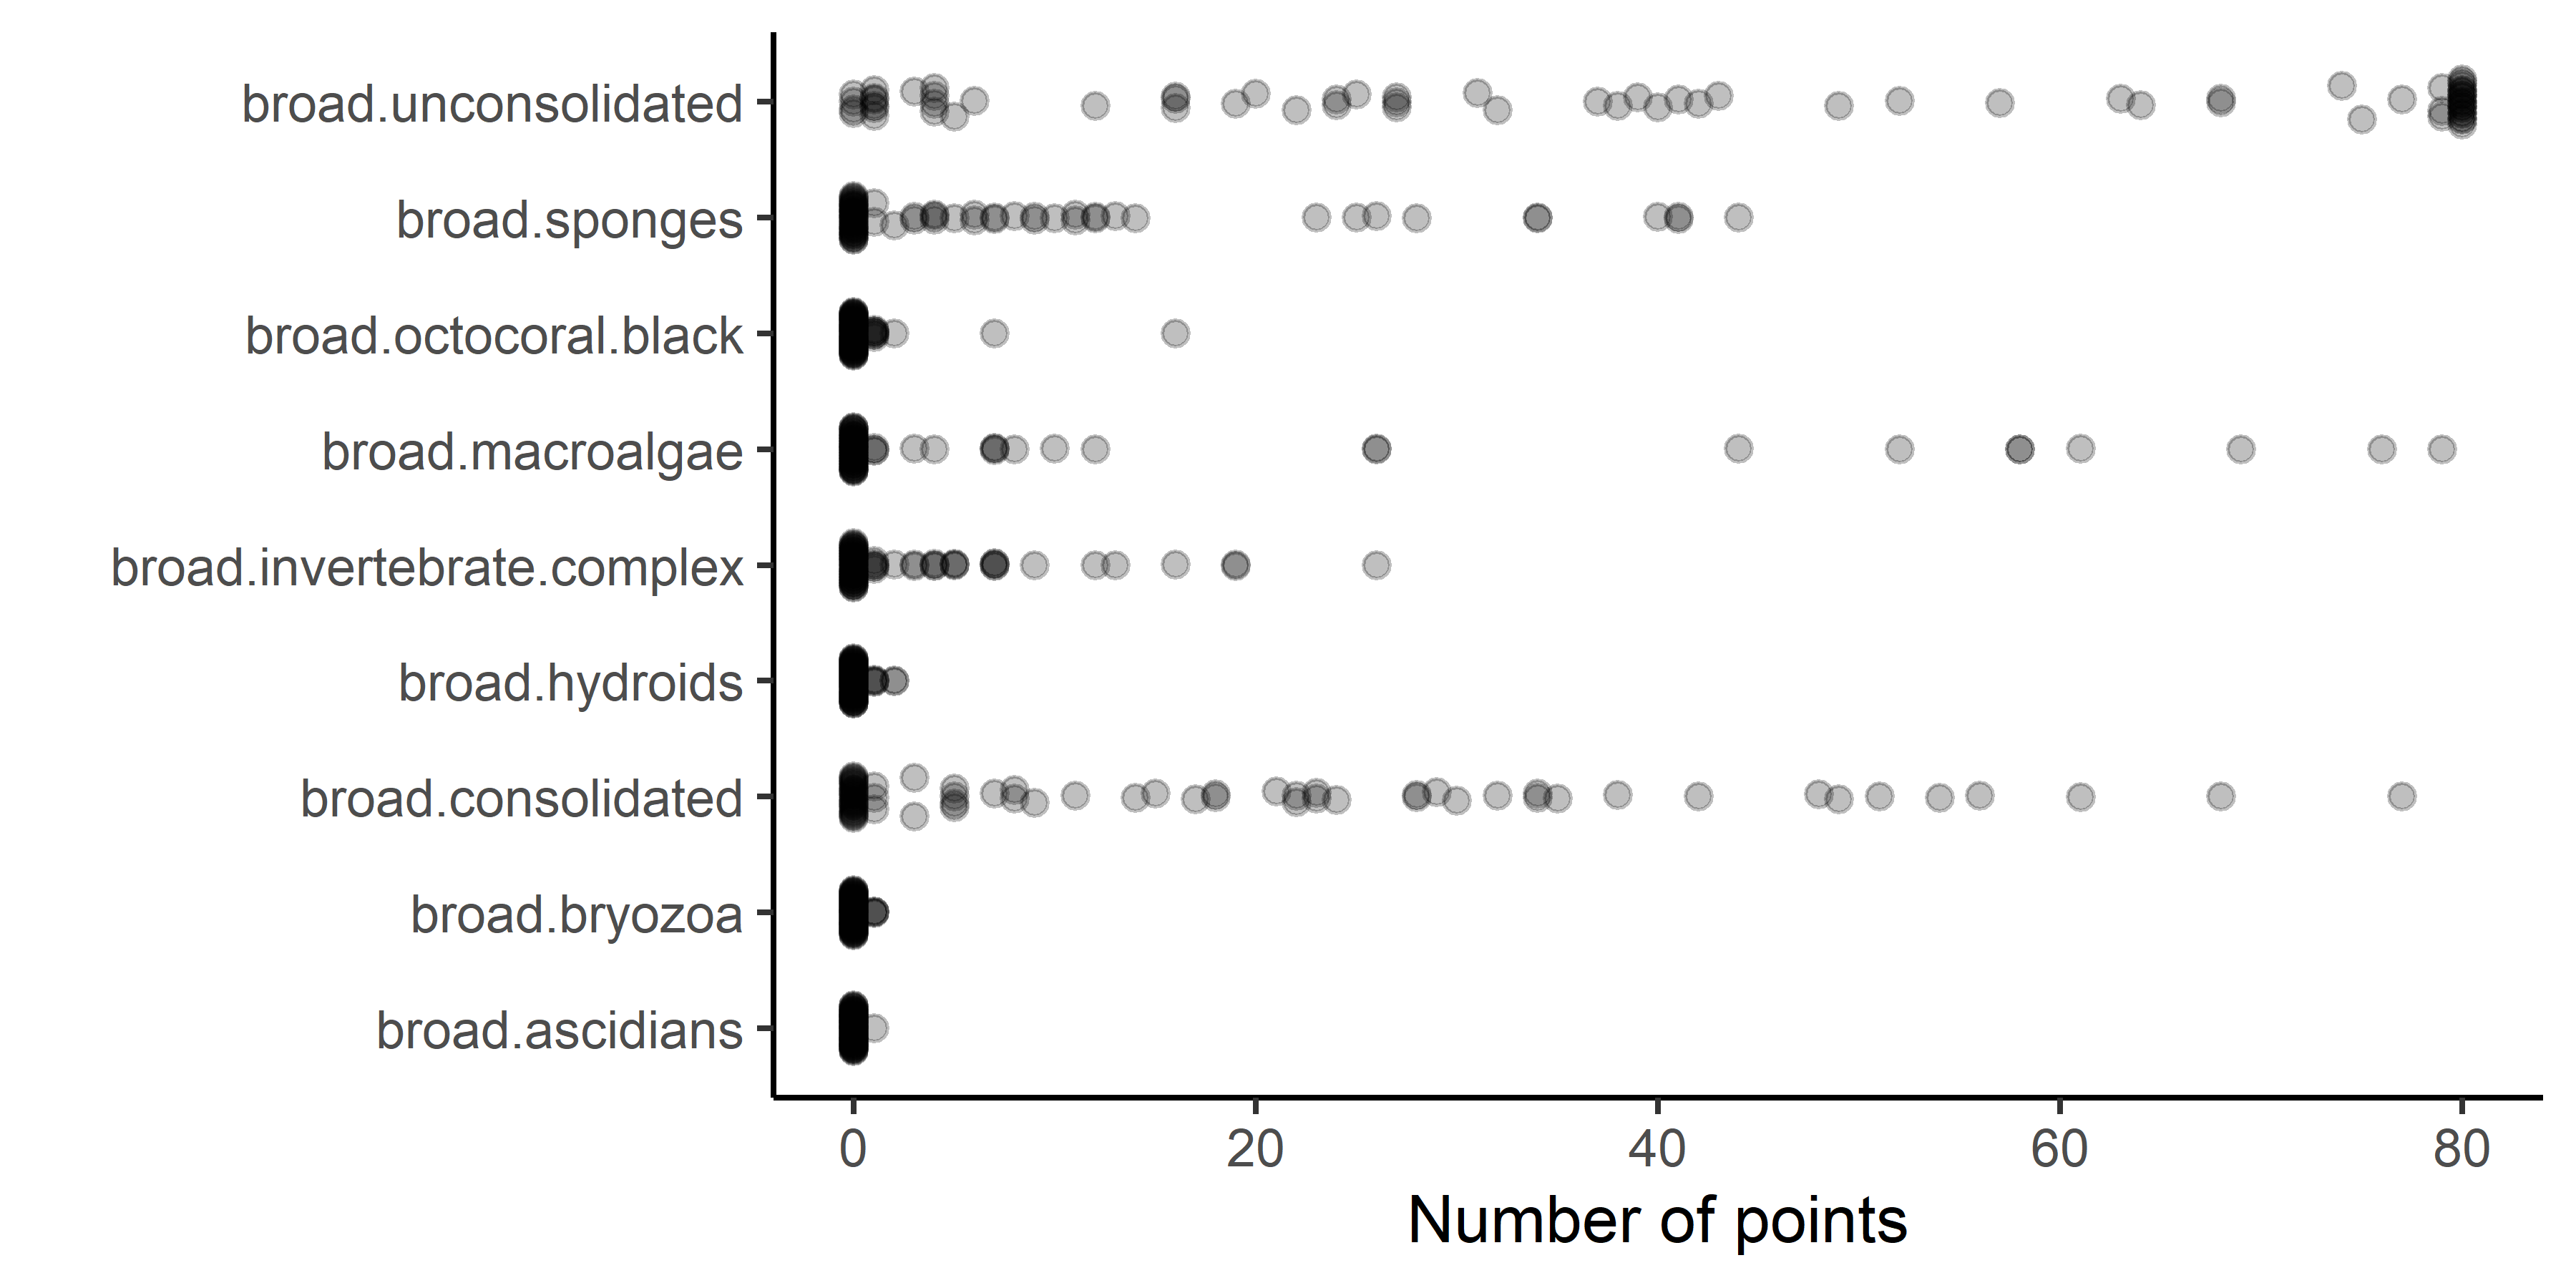 broad.unconsolidated
broad.sponges
broad.octocoral.black
broad.macroalgae
broad.invertebrate.complex
broad.hydroids
broad.consolidated
broad.bryozoa
broad.ascidians
0 20 40 60 80
Number of points